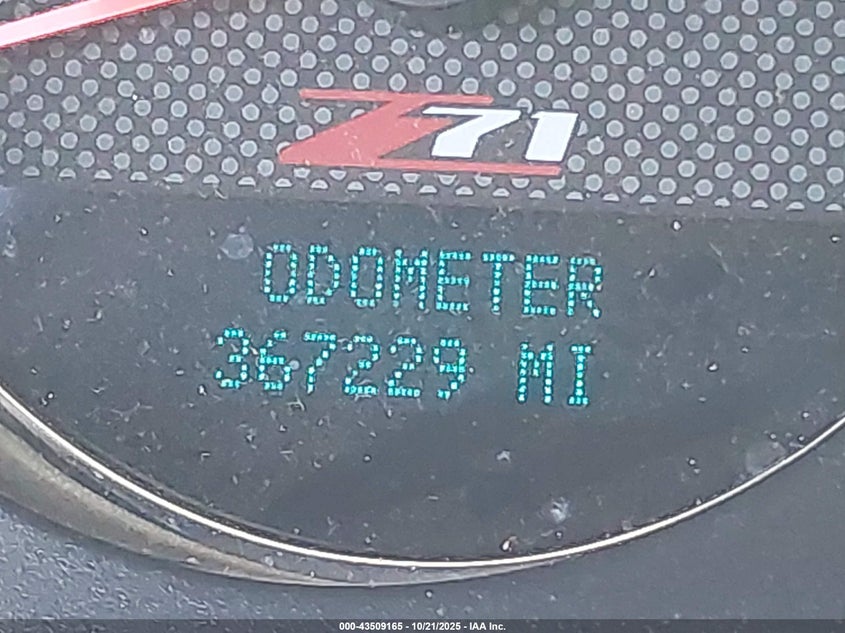 Z71
ODOMETER
367229 MI
000-43509165 - 10/21/2025 - IAA Inc.